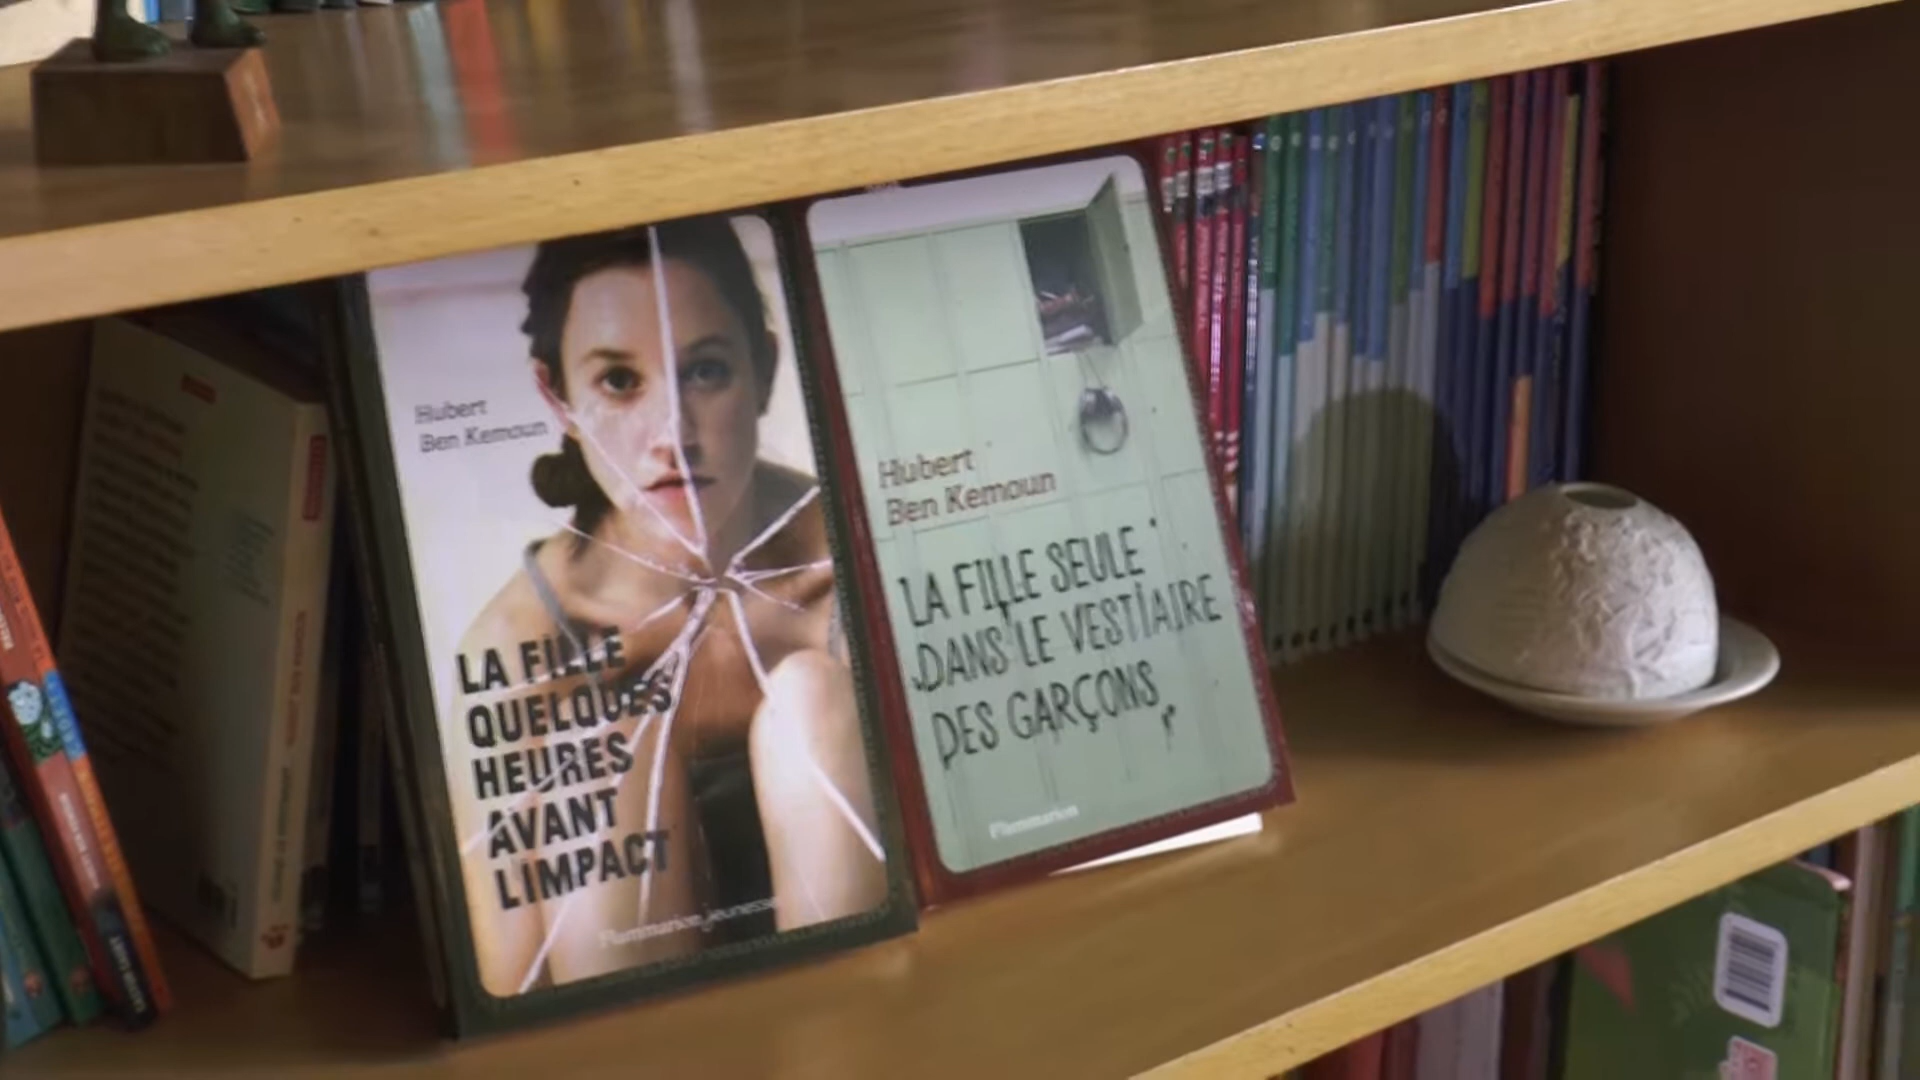 Hubert
Ben Kemoun
LA FILLE
QUELQUES
HEURES
AVANT
L'IMPACT
Flammarion jeunesse
Hubert
Ben Kemoun
LA FILLE SEULE
DANS LE VESTIAIRE
DES GARÇONS
Flammarion